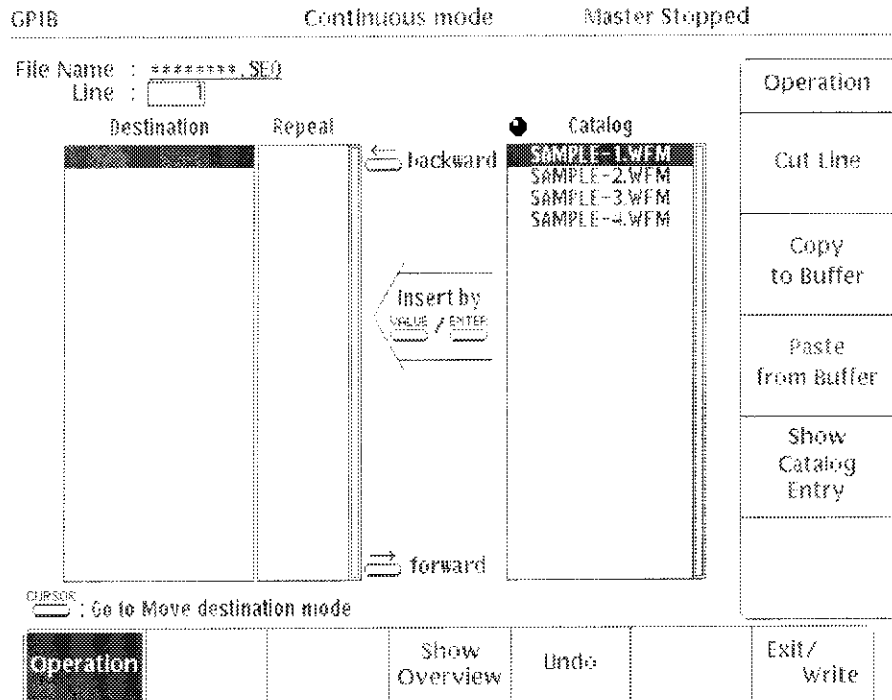 GPIB Continuous mode Master Stopped
File Name : ********.SEQ
Line : 1
Destination Repeat
Catalog
backward
SAMPLE-1.WFM
SAMPLE-2.WFM
SAMPLE-3.WFM
SAMPLE-4.WFM
Insert by
VALUE / ENTER
forward
CURSOR : Go to Move destination mode
Operation
Cut Line
Copy
to Buffer
Paste
from Buffer
Show
Catalog
Entry
Operation
Show
Overview
Undo
Exit/
Write